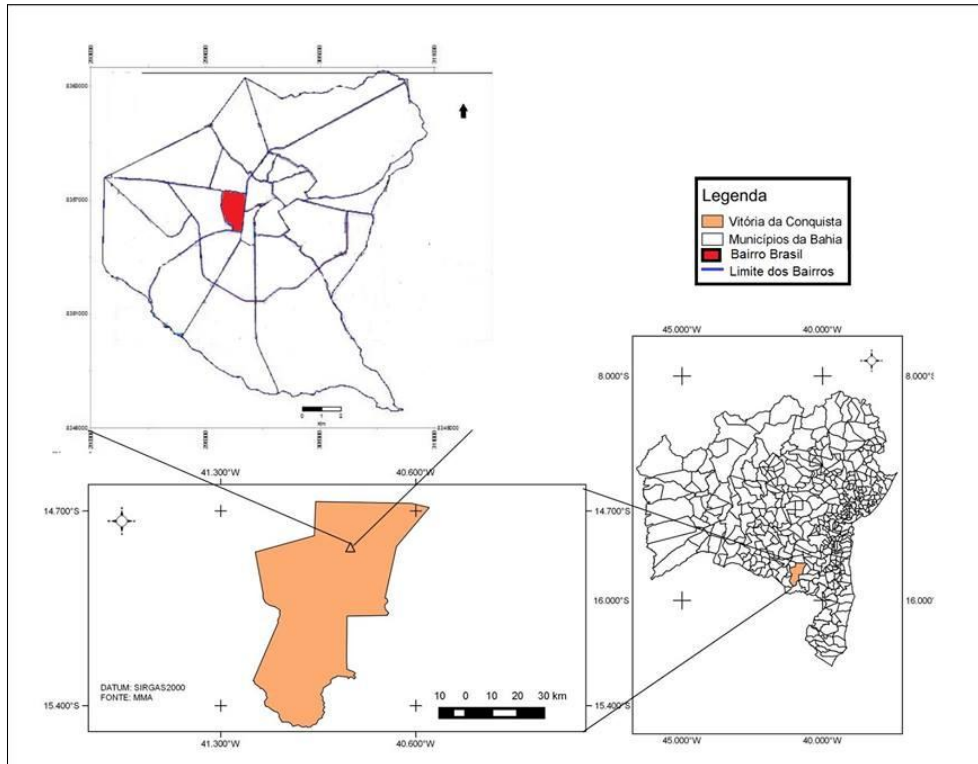 Legenda
Vitória da Conquista
Municípios da Bahia
Bairro Brasil
Limite dos Bairros
45.000°W 40.000°W
8.000°S 8.000°S
16.000°S 16.000°S
45.000°W 40.000°W
41.300°W 40.600°W
14.700°S 14.700°S
DATUM: SIRGAS2000
FONTE: MMA
10 0 10 20 30 km
15.400°S 15.400°S
41.300°W 40.600°W